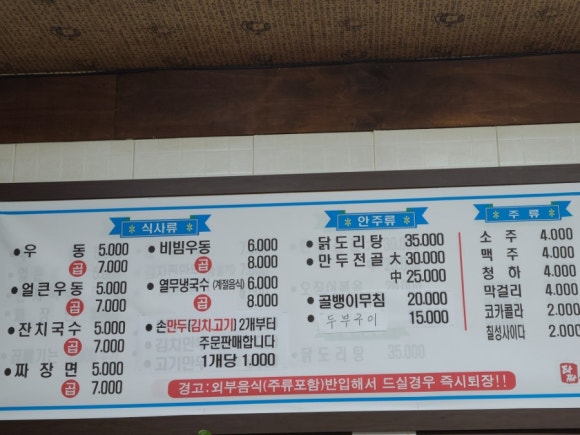 식사류
우 동 5.000
곱 7.000
얼큰우동 5.000
곱 7.000
잔치국수 5.000
곱 7.000
짜 장 면 5.000
곱 7.000
비빔우동 6.000
곱 8.000
열무냉국수 (계절음식) 6.000
곱 8.000
손만두(김치고기) 2개부터
주문판매합니다
1개당 1.000
안주류
닭도리탕 35.000
만두전골 大 30.000
中 25.000
골뱅이무침 20.000
두부구이 15.000
주 류
소 주 4.000
맥 주 4.000
청 하 4.000
막걸리 4.000
코카콜라 2.000
칠성사이다 2.000
경고:외부음식(주류포함)반입해서 드실경우 즉시퇴장!!